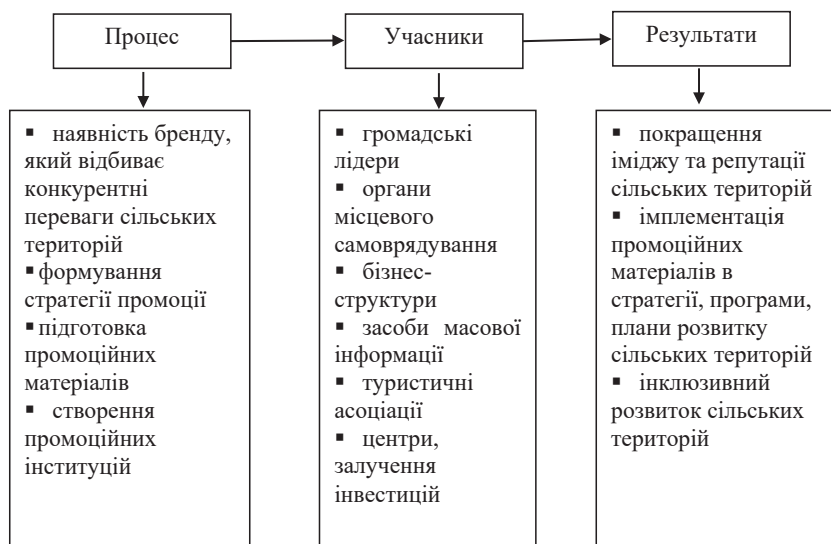 Процес
Учасники
Результати
▪ наявність бренду,
який відбиває
конкурентні
переваги сільських
територій
▪формування
стратегії промоції
▪підготовка
промоційних
матеріалів
▪ створення
промоційних
інституцій
▪ громадські
лідери
▪ органи
місцевого
самоврядування
▪ бізнес-
структури
▪ засоби масової
інформації
▪ туристичні
асоціації
▪ центри,
залучення
інвестицій
▪ покращення
іміджу та репутації
сільських територій
▪ імплементація
промоційних
матеріалів в
стратегії, програми,
плани розвитку
сільських територій
▪ інклюзивний
розвиток сільських
територій